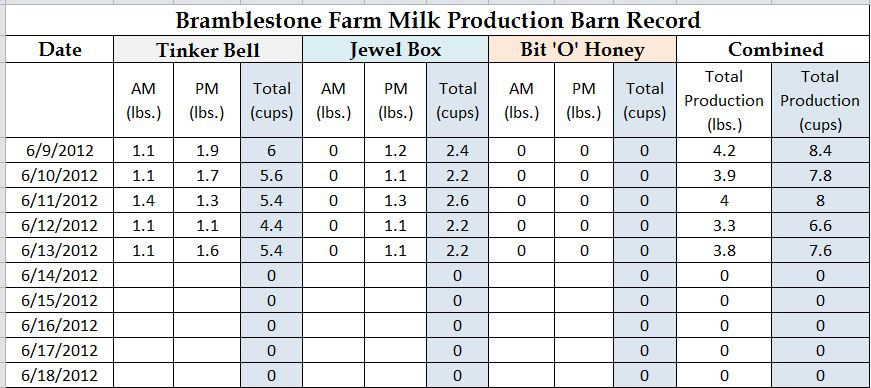 Bramblestone Farm Milk Production Barn Record
Date Tinker Bell Jewel Box Bit 'O' Honey Combined
AM (lbs.) PM (lbs.) Total (cups) AM (lbs.) PM (lbs.) Total (cups) AM (lbs.) PM (lbs.) Total (cups) Total Production (lbs.) Total Production (cups)
6/9/2012 1.1 1.9 6 0 1.2 2.4 0 0 0 4.2 8.4
6/10/2012 1.1 1.7 5.6 0 1.1 2.2 0 0 0 3.9 7.8
6/11/2012 1.4 1.3 5.4 0 1.3 2.6 0 0 0 4 8
6/12/2012 1.1 1.1 4.4 0 1.1 2.2 0 0 0 3.3 6.6
6/13/2012 1.1 1.6 5.4 0 1.1 2.2 0 0 0 3.8 7.6
6/14/2012 0 0 0 0 0
6/15/2012 0 0 0 0 0
6/16/2012 0 0 0 0 0
6/17/2012 0 0 0 0 0
6/18/2012 0 0 0 0 0